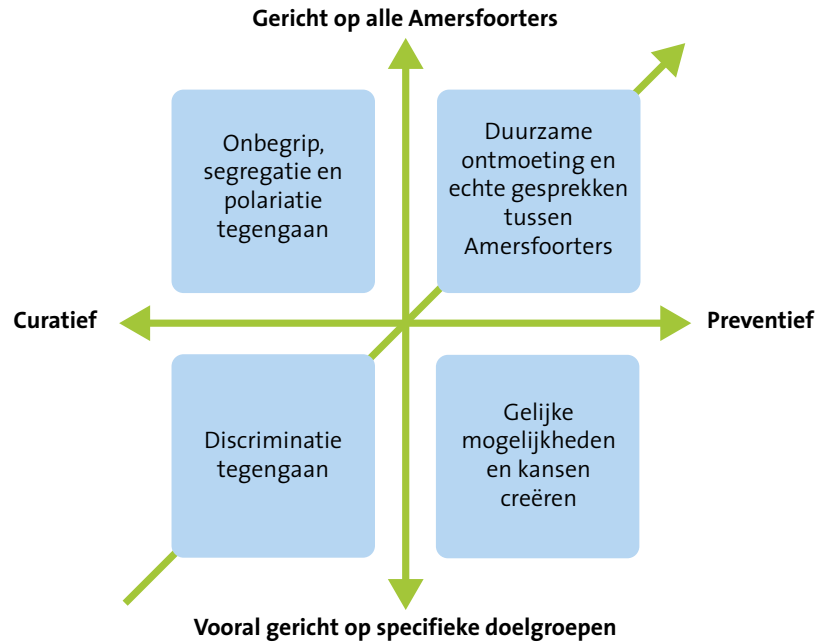 Gericht op alle Amersfoorters
Onbegrip,
segregatie en
polariatie
tegengaan
Duurzame
ontmoeting en
echte gesprekken
tussen
Amersfoorters
Curatief
Preventief
Discriminatie
tegengaan
Gelijke
mogelijkheden
en kansen
creëren
Vooral gericht op specifieke doelgroepen